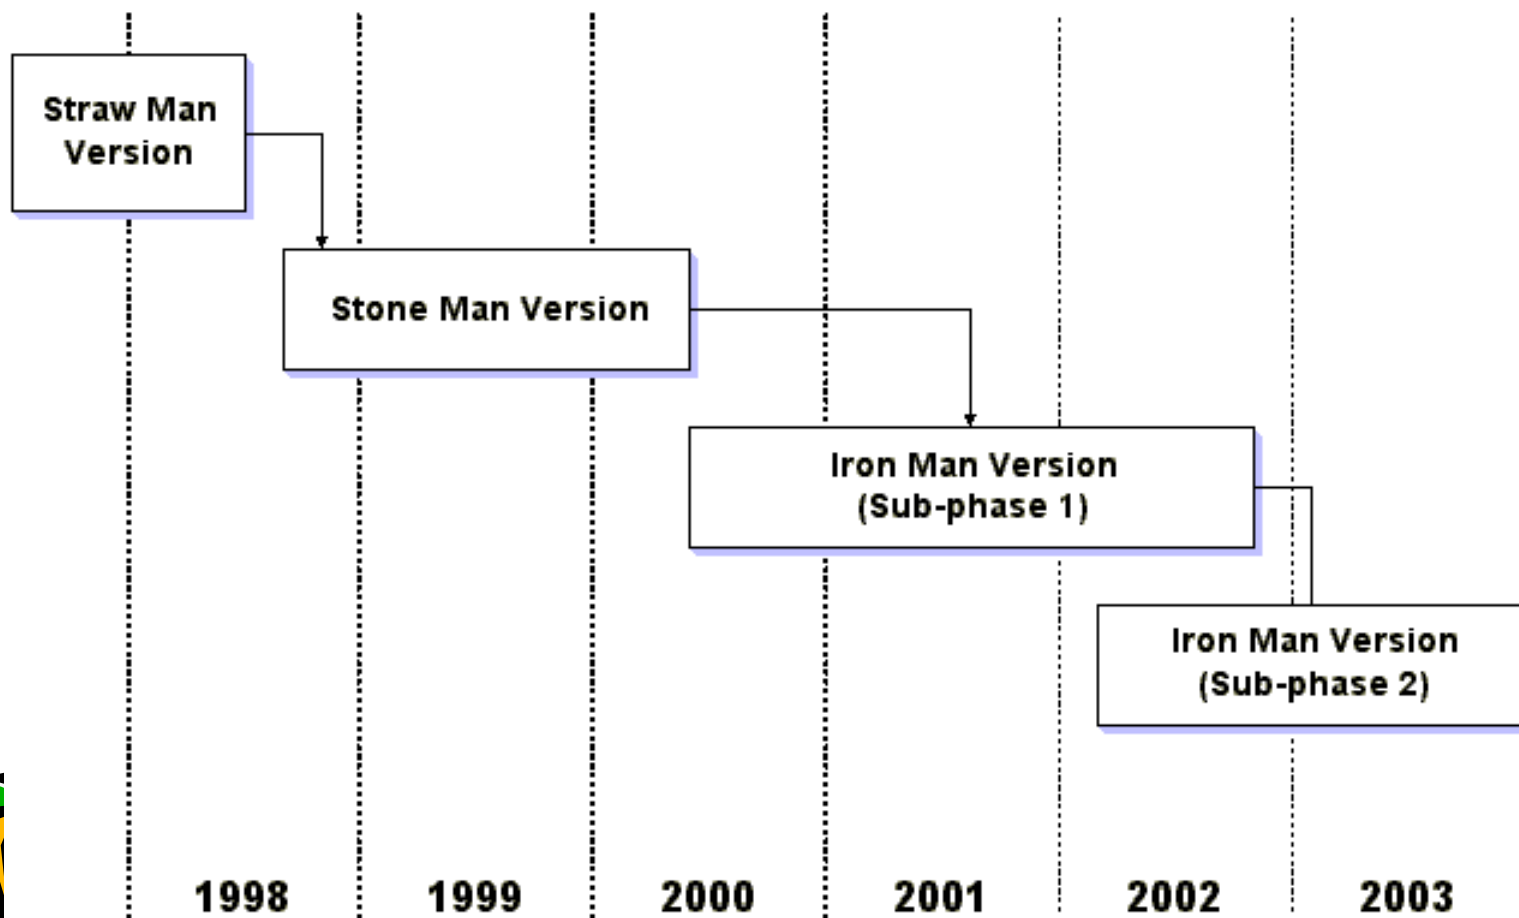 Straw Man
Version
Stone Man Version
Iron Man Version
(Sub-phase 1)
Iron Man Version
(Sub-phase 2)
1998 1999 2000 2001 2002 2003